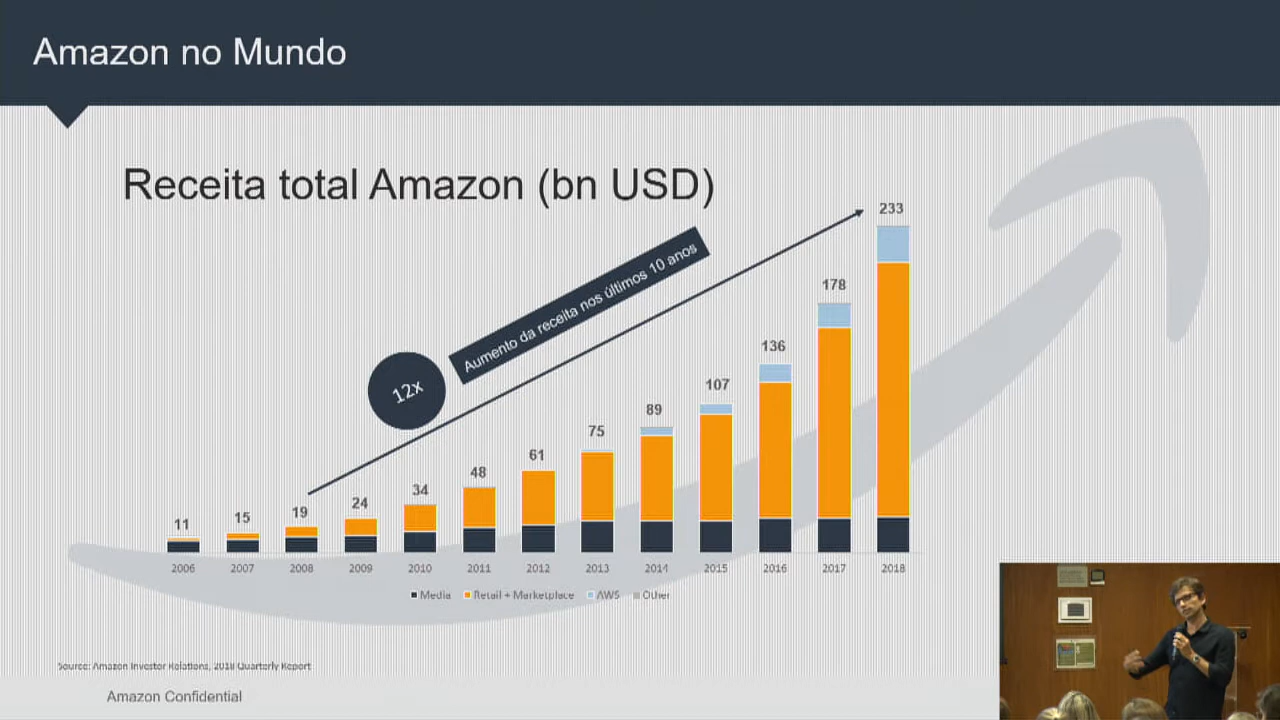 Amazon no Mundo
Receita total Amazon (bn USD)
12x
Aumento da receita nos últimos 10 anos
11
15
19
24
34
48
61
75
89
107
136
178
233
2006 2007 2008 2009 2010 2011 2012 2013 2014 2015 2016 2017 2018
Media Retail + Marketplace AWS Other
Source: Amazon Investor Relations, 2018 Quarterly Report
Amazon Confidential